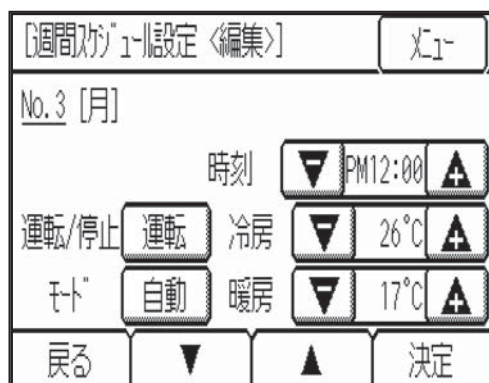 [週間ｽｹｼﾞｭｰﾙ設定 〈編集〉] ﾒﾆｭｰ
No.3 [月]
時刻 ▼ PM12:00 ▲
運転/停止 運転 冷房 ▼ 26℃ ▲
ﾓｰﾄﾞ 自動 暖房 ▼ 17℃ ▲
戻る ▼ ▲ 決定